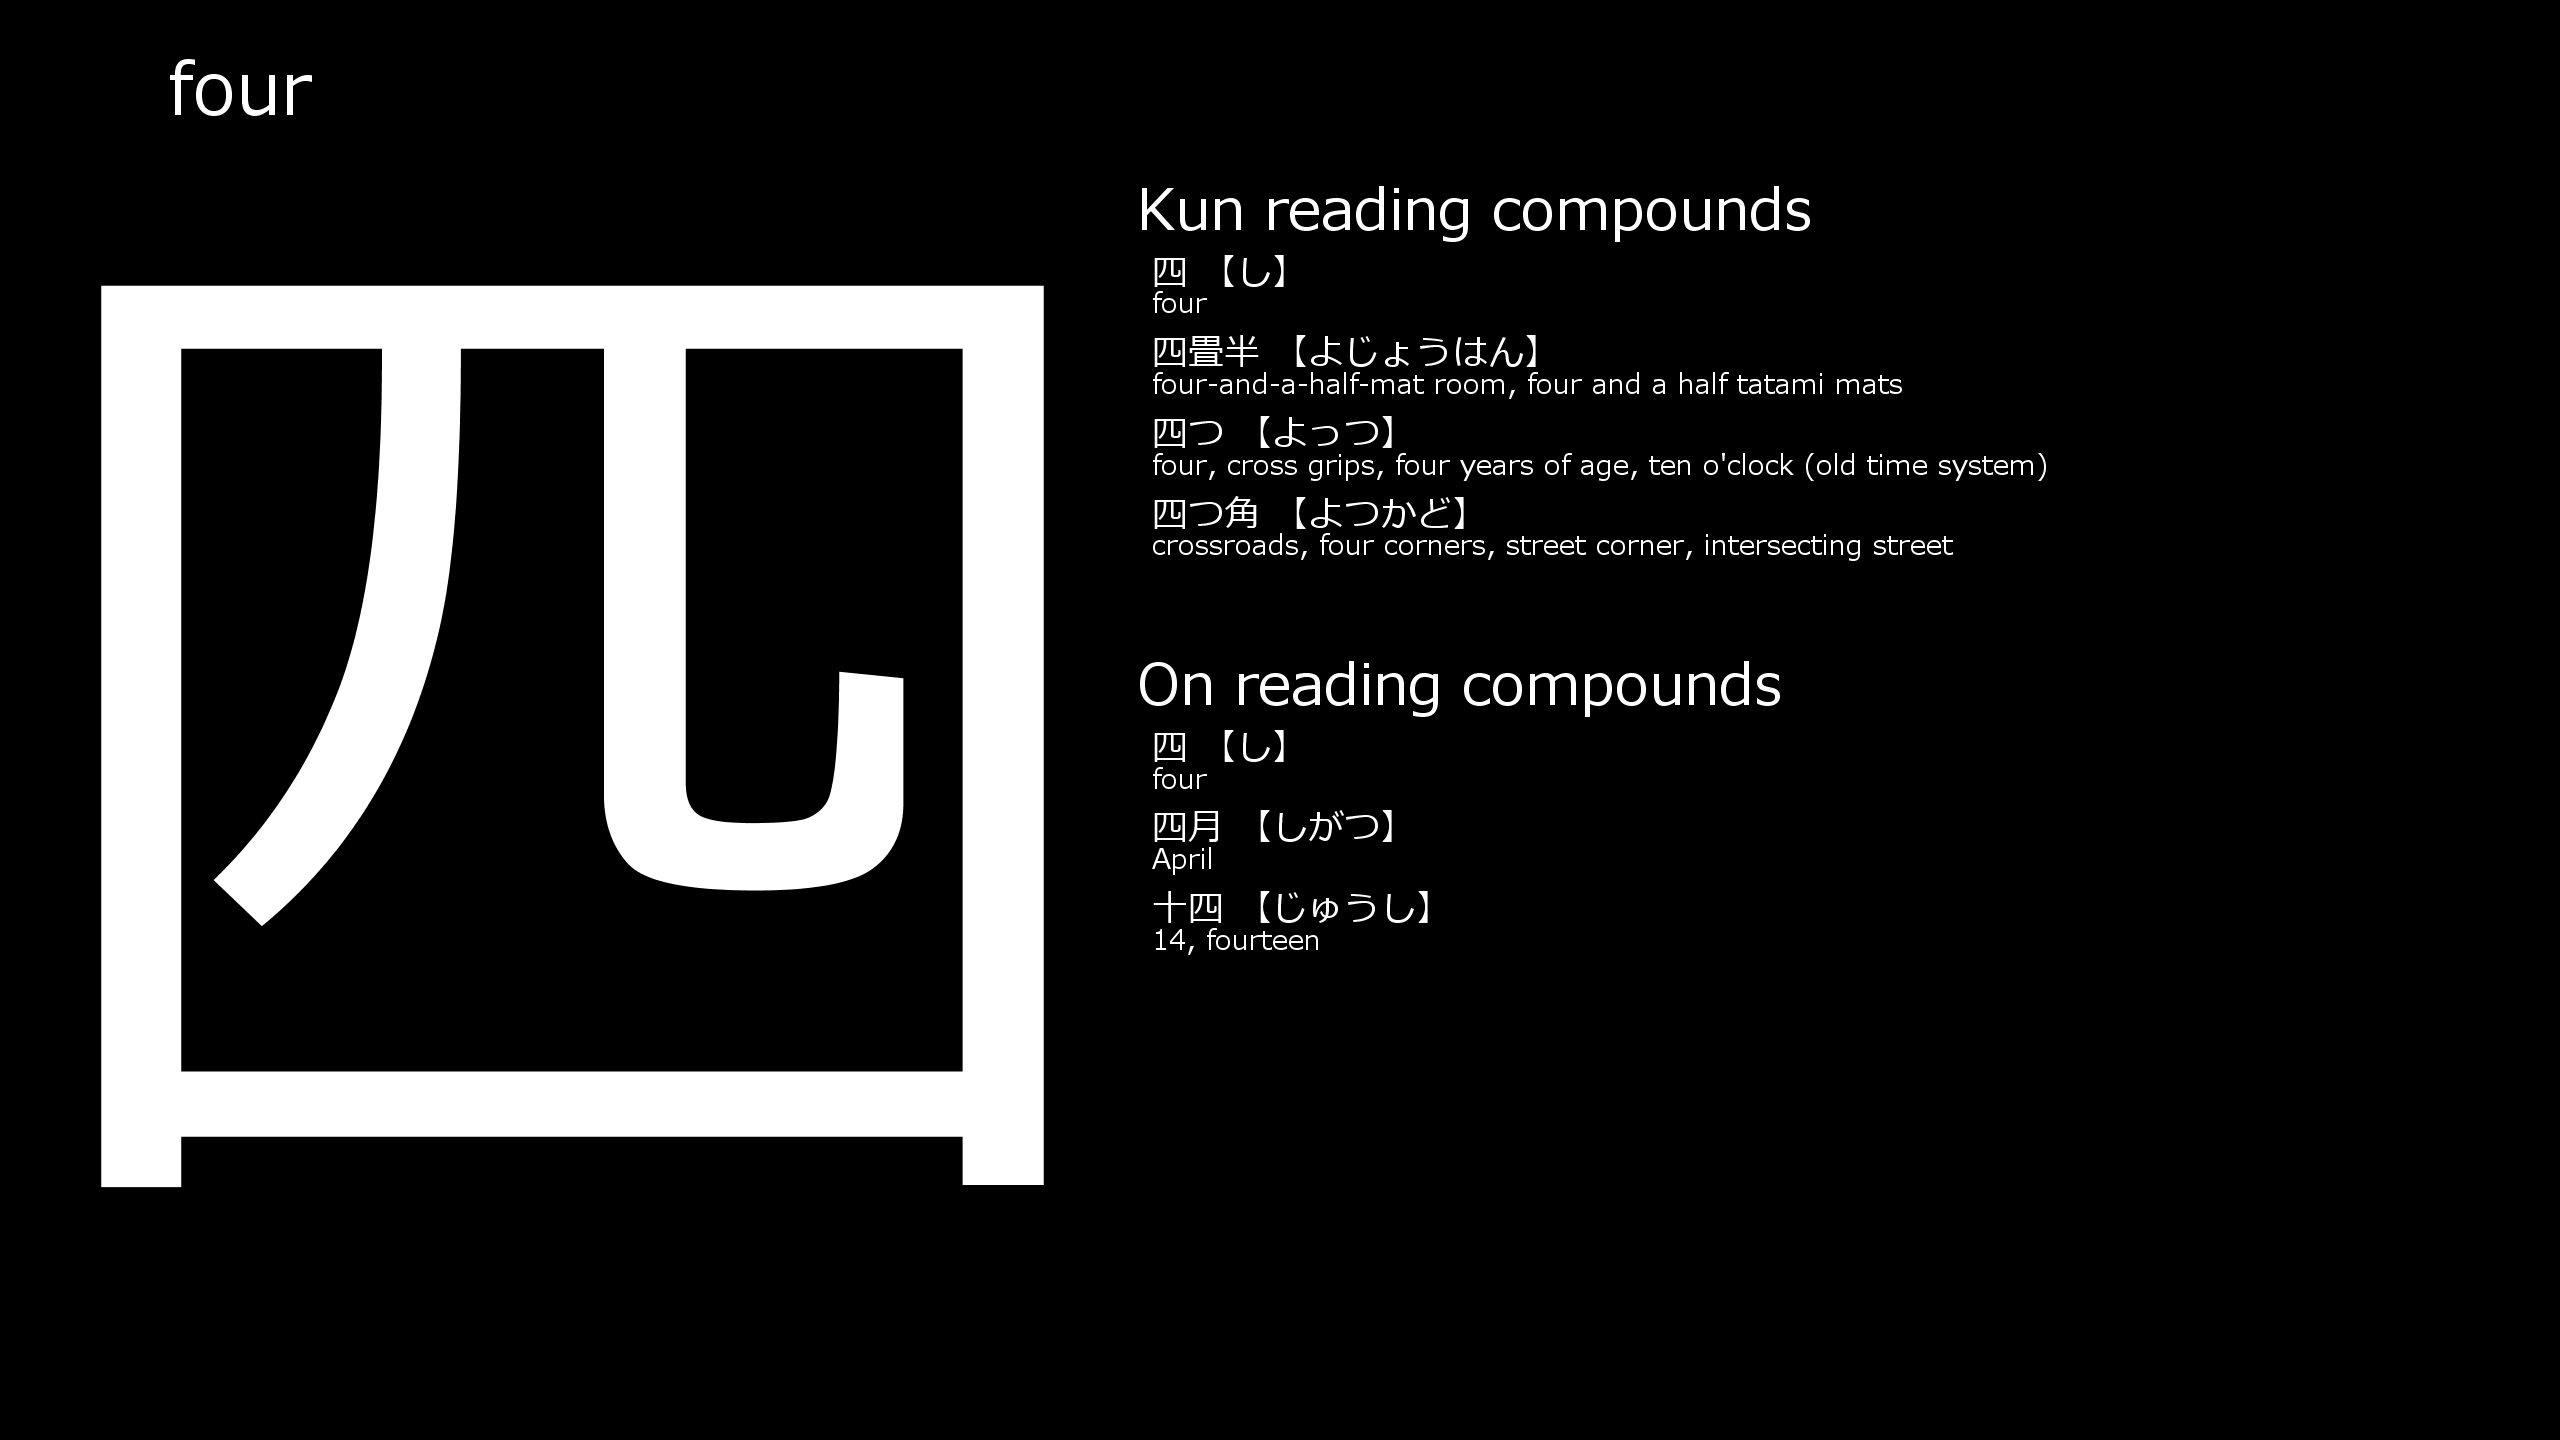 four
四
Kun reading compounds
四 【し】
four
四畳半 【よじょうはん】
four-and-a-half-mat room, four and a half tatami mats
四つ 【よっつ】
four, cross grips, four years of age, ten o'clock (old time system)
四つ角 【よつかど】
crossroads, four corners, street corner, intersecting street
On reading compounds
四 【し】
four
四月 【しがつ】
April
十四 【じゅうし】
14, fourteen